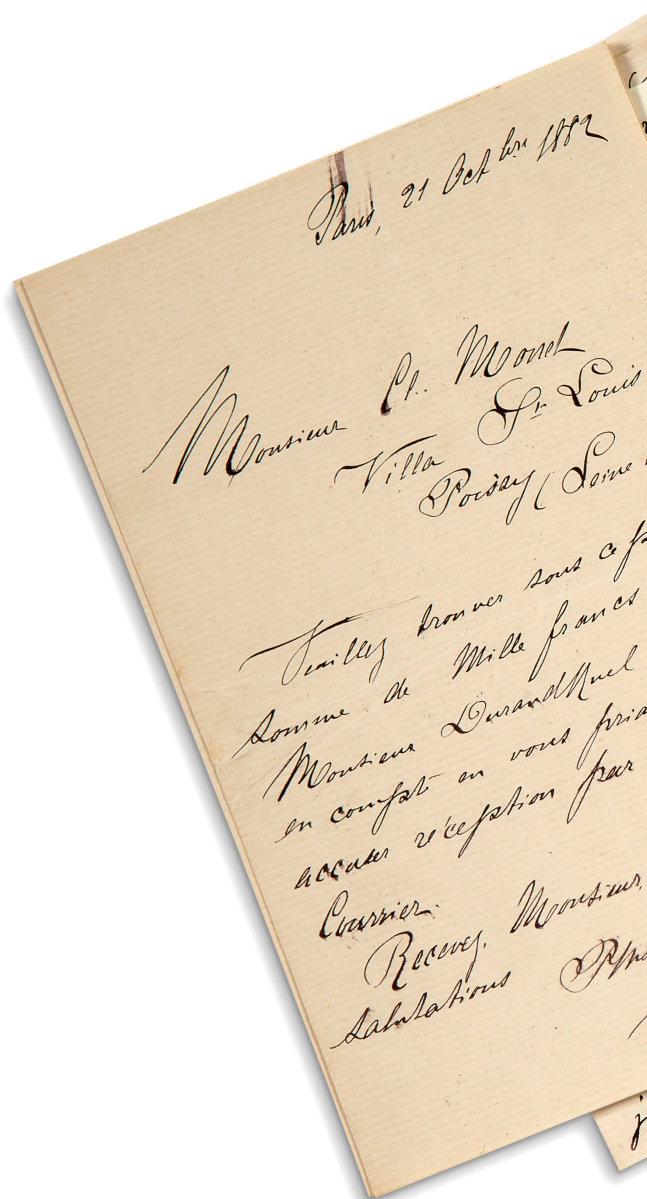 Paris, 21 Octbre 1882
Monsieur Cl. Monet
Villa St Louis
Poissy (Seine
Veuillez trouver sous ce p
somme de Mille francs
Monsieur Durand Ruel
en compte en vous pria
accuser réception par
Courrier.
Recevez, Monsieur,
salutations